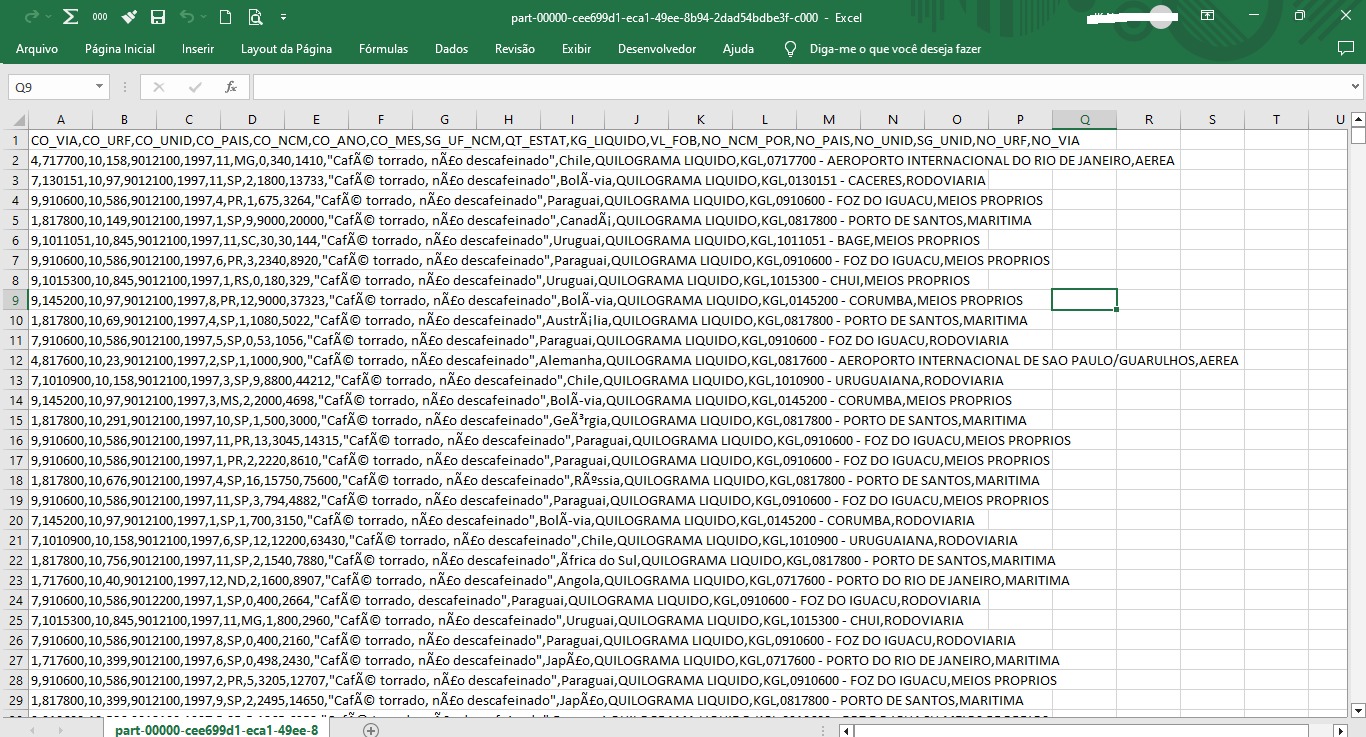 part-00000-cee699d1-eca1-49ee-8b94-2dad54bdbe3f-c000 - Excel
Arquivo Página Inicial Inserir Layout da Página Fórmulas Dados Revisão Exibir Desenvolvedor Ajuda Diga-me o que você deseja fazer
Q9 fx
A B C D E F G H I J K L M N O P Q R S T U
1 CO_VIA,CO_URF,CO_UNID,CO_PAIS,CO_NCM,CO_ANO,CO_MES,SG_UF_NCM,QT_ESTAT,KG_LIQUIDO,VL_FOB,NO_NCM_POR,NO_PAIS,NO_UNID,SG_UNID,NO_URF,NO_VIA
2 4,717700,10,158,9012100,1997,11,MG,0,340,1410,"CafÃ© torrado, nÃ£o descafeinado",Chile,QUILOGRAMA LIQUIDO,KGL,0717700 - AEROPORTO INTERNACIONAL DO RIO DE JANEIRO,AEREA
3 7,130151,10,97,9012100,1997,11,SP,2,1800,13733,"CafÃ© torrado, nÃ£o descafeinado",BolÃ-via,QUILOGRAMA LIQUIDO,KGL,0130151 - CACERES,RODOVIARIA
4 9,910600,10,586,9012100,1997,4,PR,1,675,3264,"CafÃ© torrado, nÃ£o descafeinado",Paraguai,QUILOGRAMA LIQUIDO,KGL,0910600 - FOZ DO IGUACU,MEIOS PROPRIOS
5 1,817800,10,149,9012100,1997,1,SP,9,9000,20000,"CafÃ© torrado, nÃ£o descafeinado",CanadÃ¡,QUILOGRAMA LIQUIDO,KGL,0817800 - PORTO DE SANTOS,MARITIMA
6 9,1011051,10,845,9012100,1997,11,SC,30,30,144,"CafÃ© torrado, nÃ£o descafeinado",Uruguai,QUILOGRAMA LIQUIDO,KGL,1011051 - BAGE,MEIOS PROPRIOS
7 9,910600,10,586,9012100,1997,6,PR,3,2340,8920,"CafÃ© torrado, nÃ£o descafeinado",Paraguai,QUILOGRAMA LIQUIDO,KGL,0910600 - FOZ DO IGUACU,MEIOS PROPRIOS
8 9,1015300,10,845,9012100,1997,1,RS,0,180,329,"CafÃ© torrado, nÃ£o descafeinado",Uruguai,QUILOGRAMA LIQUIDO,KGL,1015300 - CHUI,MEIOS PROPRIOS
9 9,145200,10,97,9012100,1997,8,PR,12,9000,37323,"CafÃ© torrado, nÃ£o descafeinado",BolÃ-via,QUILOGRAMA LIQUIDO,KGL,0145200 - CORUMBA,MEIOS PROPRIOS
10 1,817800,10,69,9012100,1997,4,SP,1,1080,5022,"CafÃ© torrado, nÃ£o descafeinado",AustrÃ¡lia,QUILOGRAMA LIQUIDO,KGL,0817800 - PORTO DE SANTOS,MARITIMA
11 7,910600,10,586,9012100,1997,5,SP,0,53,1056,"CafÃ© torrado, nÃ£o descafeinado",Paraguai,QUILOGRAMA LIQUIDO,KGL,0910600 - FOZ DO IGUACU,RODOVIARIA
12 4,817600,10,23,9012100,1997,2,SP,1,1000,900,"CafÃ© torrado, nÃ£o descafeinado",Alemanha,QUILOGRAMA LIQUIDO,KGL,0817600 - AEROPORTO INTERNACIONAL DE SAO PAULO/GUARULHOS,AEREA
13 7,1010900,10,158,9012100,1997,3,SP,9,8800,44212,"CafÃ© torrado, nÃ£o descafeinado",Chile,QUILOGRAMA LIQUIDO,KGL,1010900 - URUGUAIANA,RODOVIARIA
14 9,145200,10,97,9012100,1997,3,MS,2,2000,4698,"CafÃ© torrado, nÃ£o descafeinado",BolÃ-via,QUILOGRAMA LIQUIDO,KGL,0145200 - CORUMBA,MEIOS PROPRIOS
15 1,817800,10,291,9012100,1997,10,SP,1,500,3000,"CafÃ© torrado, nÃ£o descafeinado",GeÃ³rgia,QUILOGRAMA LIQUIDO,KGL,0817800 - PORTO DE SANTOS,MARITIMA
16 9,910600,10,586,9012100,1997,11,PR,13,3045,14315,"CafÃ© torrado, nÃ£o descafeinado",Paraguai,QUILOGRAMA LIQUIDO,KGL,0910600 - FOZ DO IGUACU,MEIOS PROPRIOS
17 9,910600,10,586,9012100,1997,1,PR,2,2220,8610,"CafÃ© torrado, nÃ£o descafeinado",Paraguai,QUILOGRAMA LIQUIDO,KGL,0910600 - FOZ DO IGUACU,MEIOS PROPRIOS
18 1,817800,10,676,9012100,1997,4,SP,16,15750,75600,"CafÃ© torrado, nÃ£o descafeinado",RÃºssia,QUILOGRAMA LIQUIDO,KGL,0817800 - PORTO DE SANTOS,MARITIMA
19 9,910600,10,586,9012100,1997,11,SP,3,794,4882,"CafÃ© torrado, nÃ£o descafeinado",Paraguai,QUILOGRAMA LIQUIDO,KGL,0910600 - FOZ DO IGUACU,MEIOS PROPRIOS
20 7,145200,10,97,9012100,1997,1,SP,1,700,3150,"CafÃ© torrado, nÃ£o descafeinado",BolÃ-via,QUILOGRAMA LIQUIDO,KGL,0145200 - CORUMBA,RODOVIARIA
21 7,1010900,10,158,9012100,1997,6,SP,12,12200,63430,"CafÃ© torrado, nÃ£o descafeinado",Chile,QUILOGRAMA LIQUIDO,KGL,1010900 - URUGUAIANA,RODOVIARIA
22 1,817800,10,756,9012100,1997,11,SP,2,1540,7880,"CafÃ© torrado, nÃ£o descafeinado",Ãfrica do Sul,QUILOGRAMA LIQUIDO,KGL,0817800 - PORTO DE SANTOS,MARITIMA
23 1,717600,10,40,9012100,1997,12,ND,2,1600,8907,"CafÃ© torrado, nÃ£o descafeinado",Angola,QUILOGRAMA LIQUIDO,KGL,0717600 - PORTO DO RIO DE JANEIRO,MARITIMA
24 7,910600,10,586,9012200,1997,1,SP,0,400,2664,"CafÃ© torrado, descafeinado",Paraguai,QUILOGRAMA LIQUIDO,KGL,0910600 - FOZ DO IGUACU,RODOVIARIA
25 7,1015300,10,845,9012100,1997,11,MG,1,800,2960,"CafÃ© torrado, nÃ£o descafeinado",Uruguai,QUILOGRAMA LIQUIDO,KGL,1015300 - CHUI,RODOVIARIA
26 7,910600,10,586,9012100,1997,8,SP,0,400,2160,"CafÃ© torrado, nÃ£o descafeinado",Paraguai,QUILOGRAMA LIQUIDO,KGL,0910600 - FOZ DO IGUACU,RODOVIARIA
27 1,717600,10,399,9012100,1997,6,SP,0,498,2430,"CafÃ© torrado, nÃ£o descafeinado",JapÃ£o,QUILOGRAMA LIQUIDO,KGL,0717600 - PORTO DO RIO DE JANEIRO,MARITIMA
28 9,910600,10,586,9012100,1997,2,PR,5,3205,12707,"CafÃ© torrado, nÃ£o descafeinado",Paraguai,QUILOGRAMA LIQUIDO,KGL,0910600 - FOZ DO IGUACU,MEIOS PROPRIOS
29 1,817800,10,399,9012100,1997,9,SP,2,2495,14650,"CafÃ© torrado, nÃ£o descafeinado",JapÃ£o,QUILOGRAMA LIQUIDO,KGL,0817800 - PORTO DE SANTOS,MARITIMA
part-00000-cee699d1-eca1-49ee-8